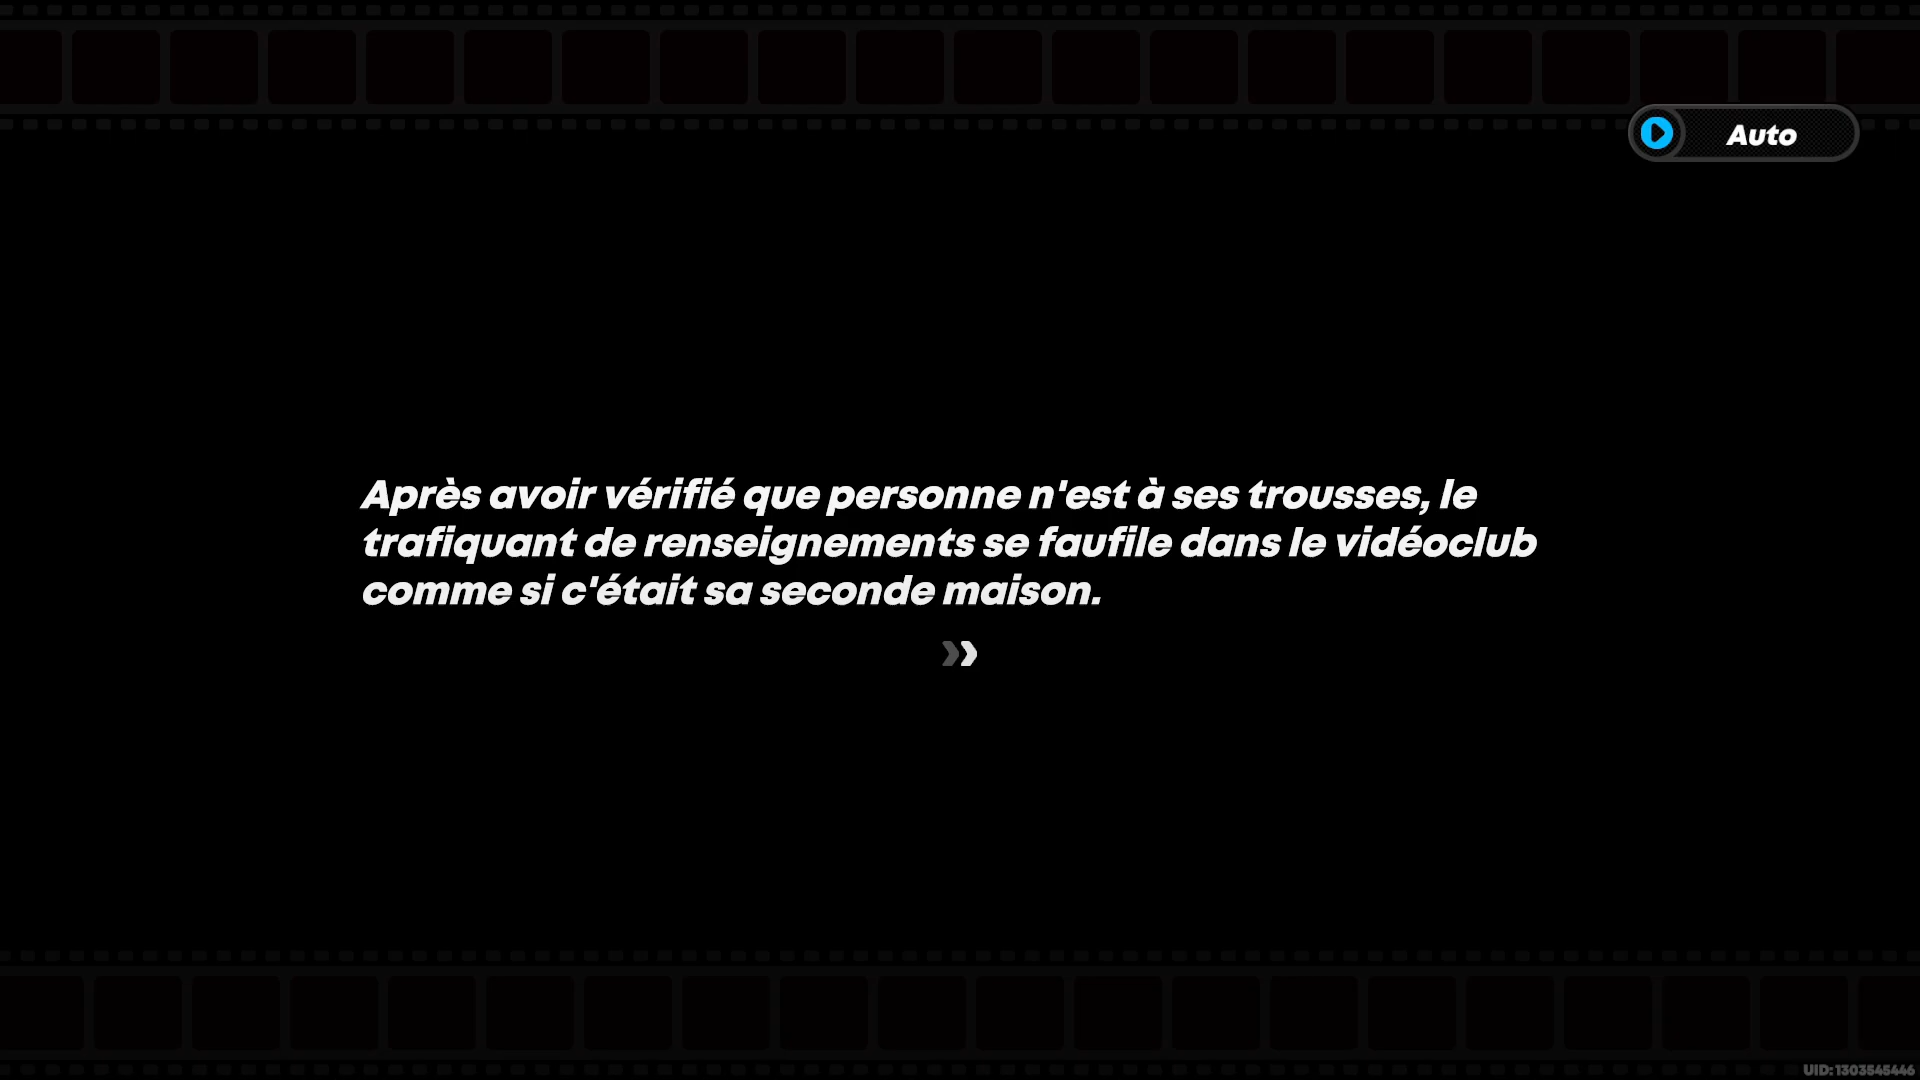 Auto
Après avoir vérifié que personne n'est à ses trousses, le
trafiquant de renseignements se faufile dans le vidéoclub
comme si c'était sa seconde maison.
UID: 1303545446